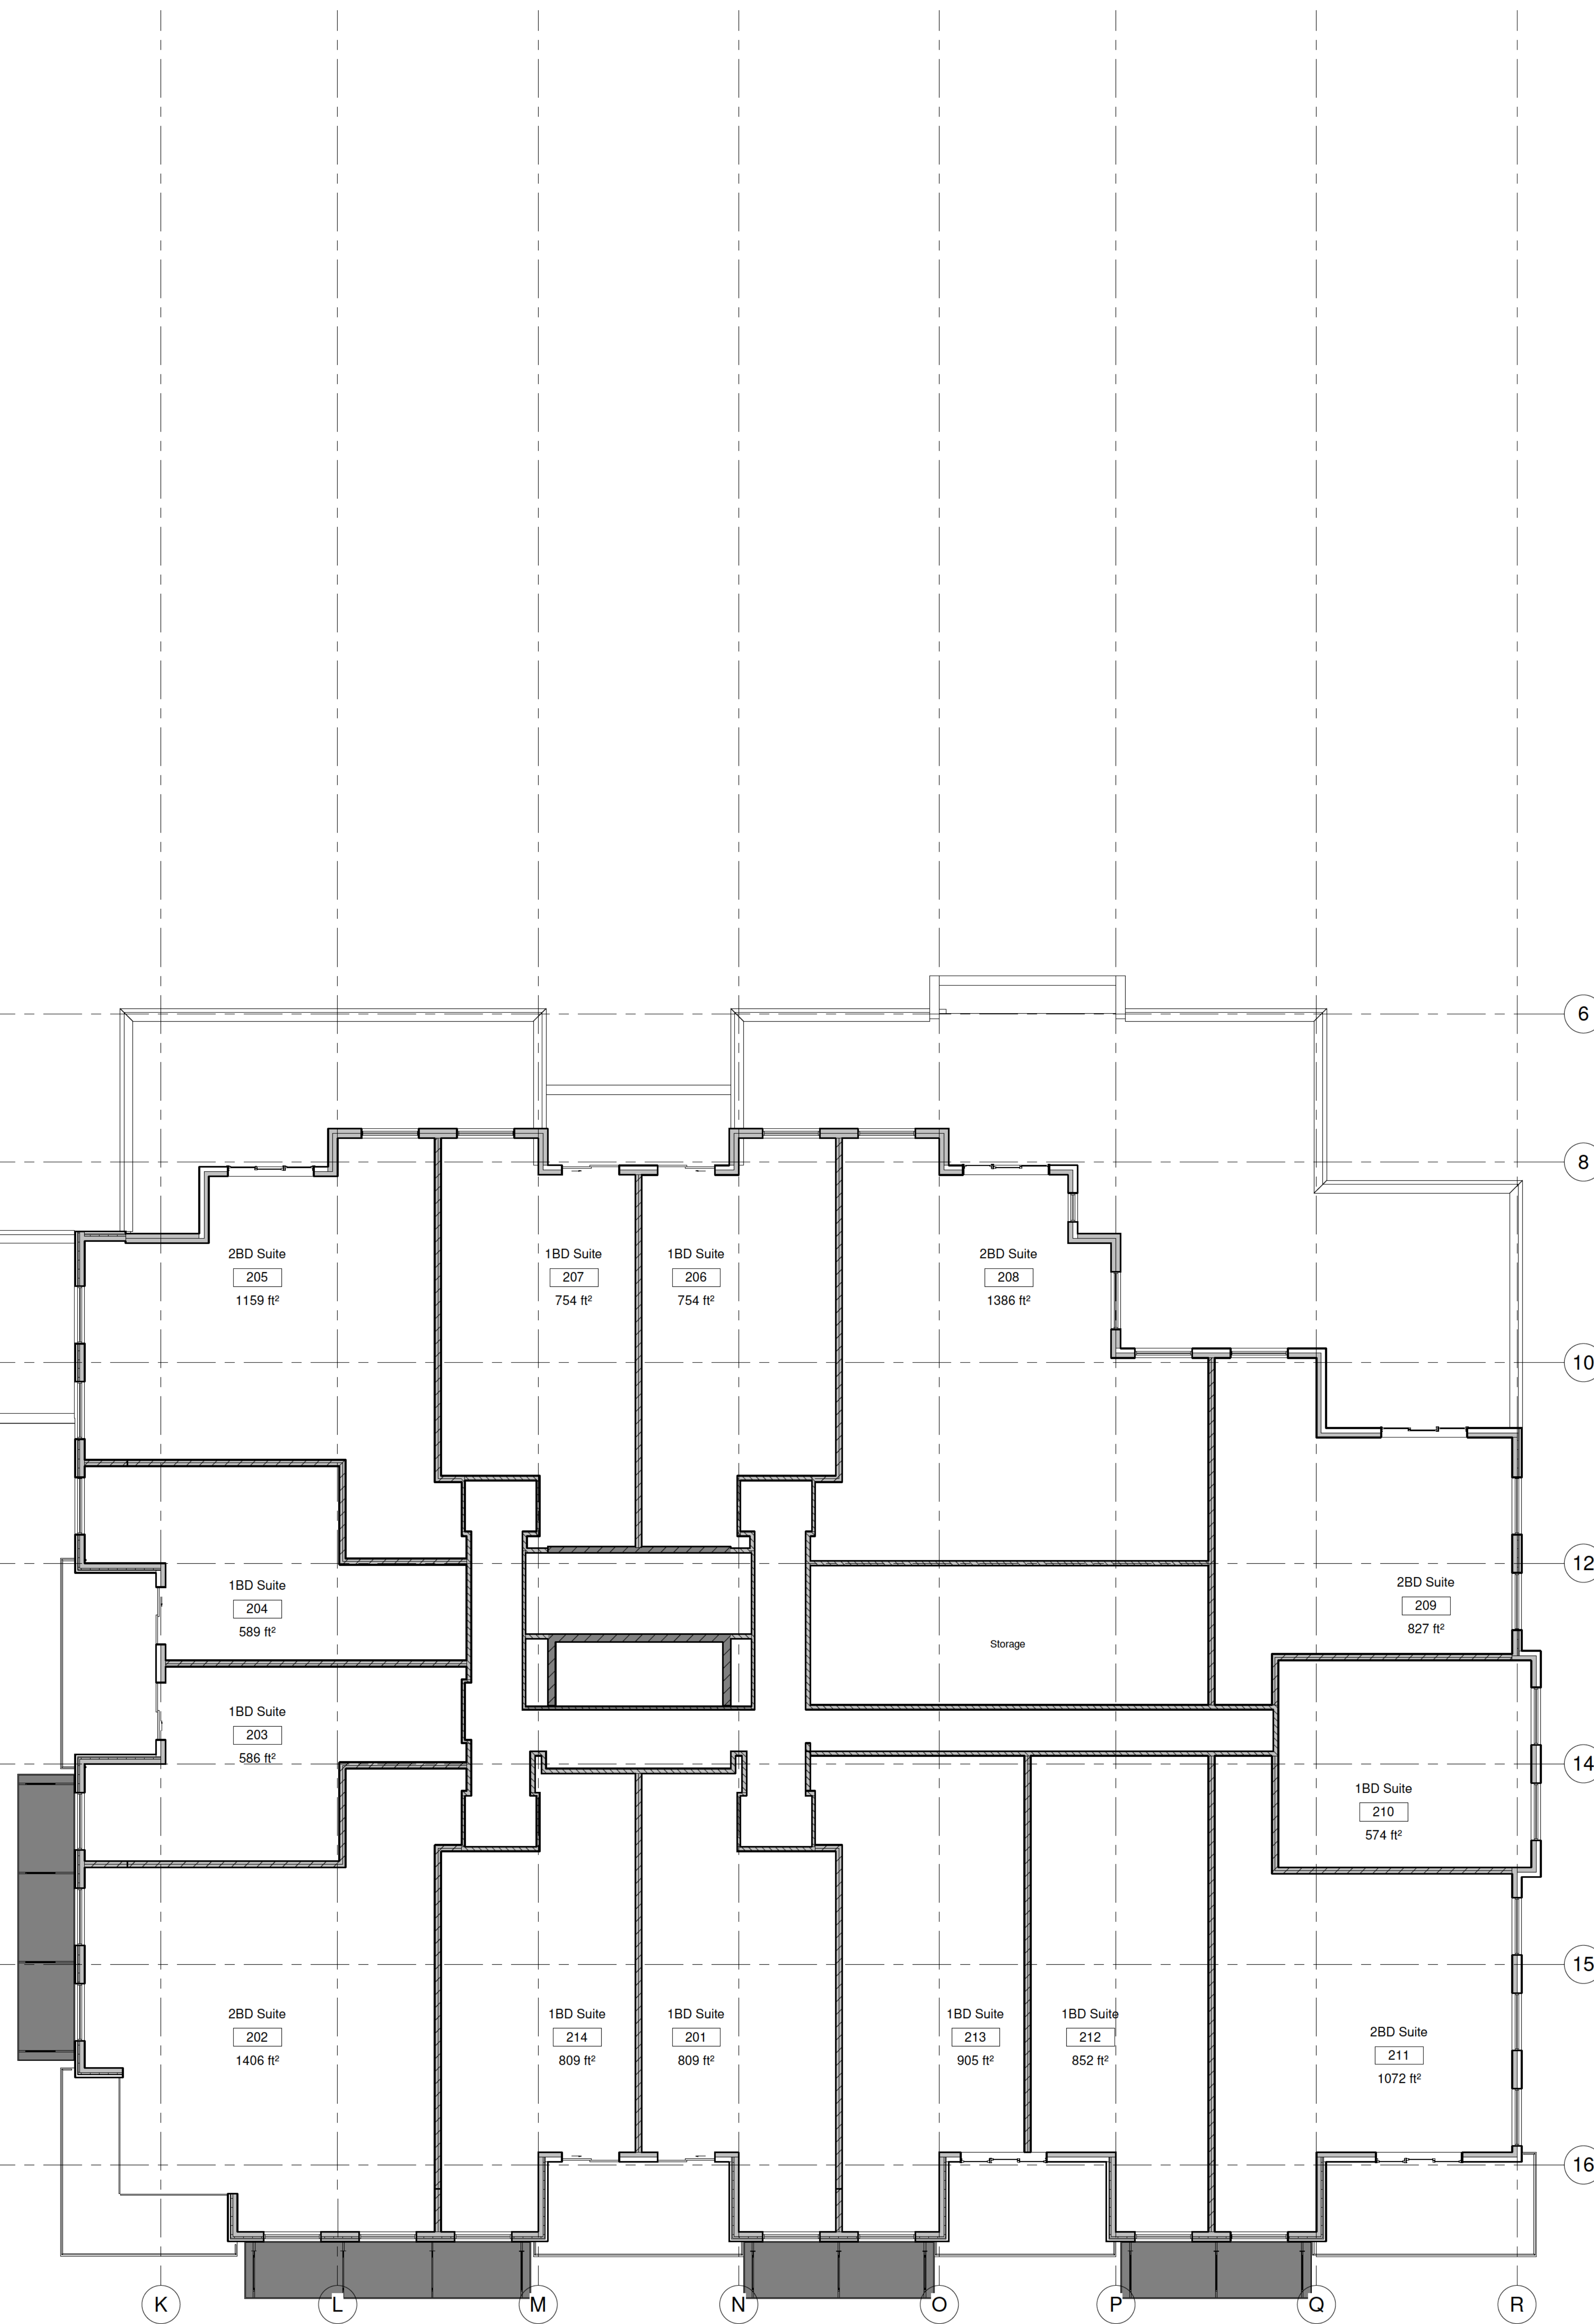 6
8
2BD Suite
205
1159 ft²
1BD Suite
207
754 ft²
1BD Suite
206
754 ft²
2BD Suite
208
1386 ft²
10
12
1BD Suite
204
589 ft²
2BD Suite
209
827 ft²
Storage
1BD Suite
203
586 ft²
14
1BD Suite
210
574 ft²
15
2BD Suite
202
1406 ft²
1BD Suite
214
809 ft²
1BD Suite
201
809 ft²
1BD Suite
213
905 ft²
1BD Suite
212
852 ft²
2BD Suite
211
1072 ft²
16
K L M N O P Q R